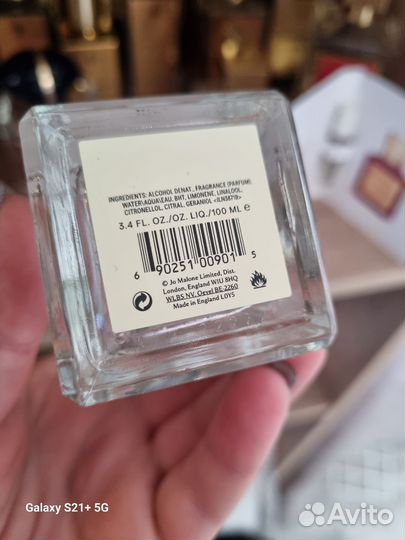 INGREDIENTS: ALCOHOL DENAT., FRAGRANCE (PARFUM),
WATER\AQUA\EAU, BHT, LIMONENE, LINALOOL,
CITRONELLOL, CITRAL, GERANIOL <ILN38719>
3.4 FL. OZ./OZ. LIQ./100 ML ℮
6 90251 00901 5
© Jo Malone Limited, Dist.
London, England W1U 8HQ
WLBS NV. Oevel BE-2260
Made in England L0Y5
Galaxy S21+ 5G
Avito